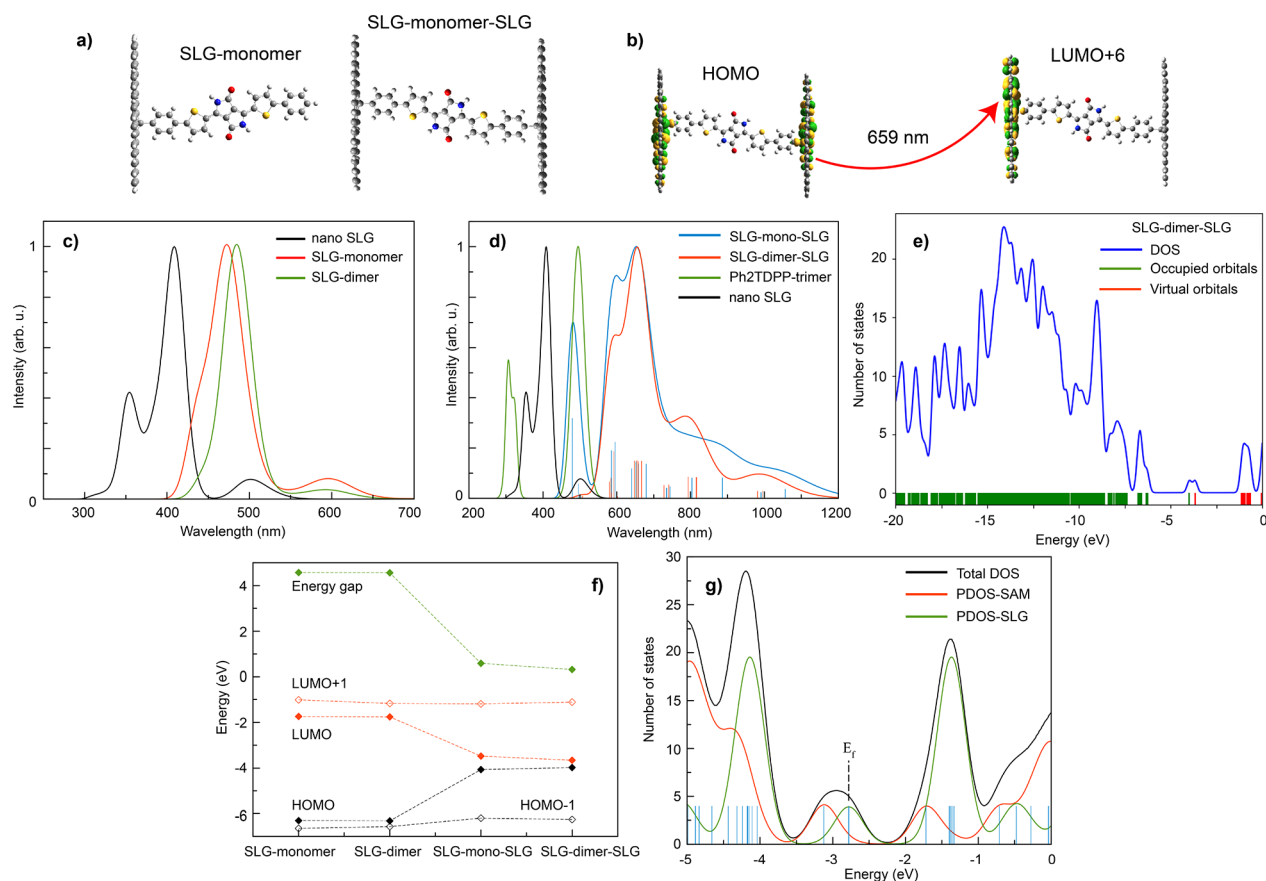 a)
SLG-monomer
SLG-monomer-SLG
b)
HOMO
LUMO+6
659 nm
c)
nano SLG
SLG-monomer
SLG-dimer
Intensity (arb. u.)
1
0
300
400
500
600
700
Wavelength (nm)
d)
SLG-mono-SLG
SLG-dimer-SLG
Ph2TDPP-trimer
nano SLG
Intensity (arb. u.)
1
0
200
400
600
800
1000
1200
Wavelength (nm)
e)
SLG-dimer-SLG
DOS
Occupied orbitals
Virtual orbitals
Number of states
20
15
10
5
0
-20
-15
-10
-5
0
Energy (eV)
f)
Energy gap
LUMO+1
LUMO
HOMO
HOMO-1
Energy (eV)
4
2
0
-2
-4
-6
SLG-monomer
SLG-dimer
SLG-mono-SLG
SLG-dimer-SLG
g)
Total DOS
PDOS-SAM
PDOS-SLG
Ef
Number of states
30
25
20
15
10
5
0
-5
-4
-3
-2
-1
0
Energy (eV)